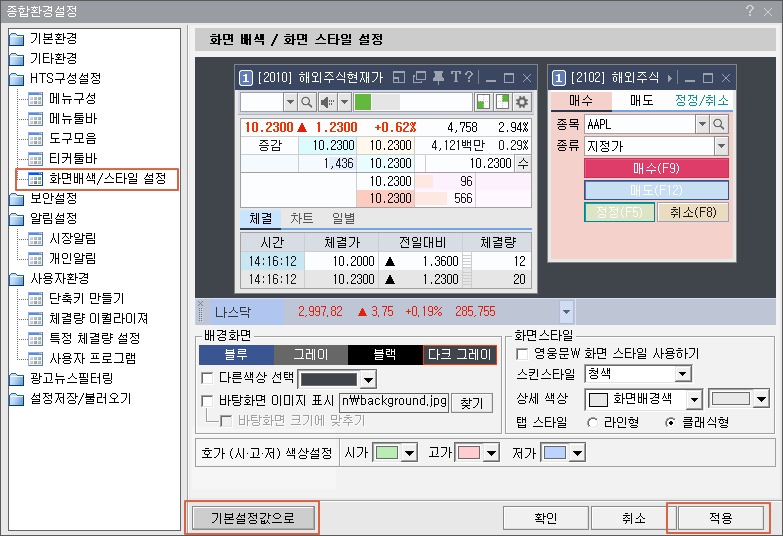 종합환경설정 ? ×
기본환경
기타환경
HTS구성설정
메뉴구성
메뉴툴바
도구모음
티커툴바
화면배색/스타일 설정
보안설정
알림설정
시장알림
개인알림
사용자환경
단축키 만들기
체결량 이퀄라이져
특정 체결량 설정
사용자 프로그램
광고뉴스필터링
설정저장/불러오기
화면 배색 / 화면 스타일 설정
1 [2010] 해외주식현재가 T ?
10.2300 ▲ 1.2300 +0.62% 4,758 2.94%
증감 10.2300 10.2300 4,121백만 0.29%
1,436 10.2300 10.2300 수
10.2300 96
10.2300 566
체결 차트 일별
시간 체결가 전일대비 체결량
14:16:12 10.2000 ▲ 1.3600 12
14:16:12 10.2300 ▲ 1.2300 20
1 [2102] 해외주식
매수 매도 정정/취소
종목 AAPL
종류 지정가
매수(F9)
매도(F12)
정정(F5) 취소(F8)
나스닥 2,997,82 ▲ 3,75 +0,19% 285,755
배경화면
블루 그레이 블랙 다크 그레이
다른색상 선택
바탕화면 이미지 표시 n₩background.jpg 찾기
바탕화면 크기에 맞추기
화면스타일
영웅문₩ 화면 스타일 사용하기
스킨스타일 청색
상세 색상 화면배경색
탭 스타일 라인형 클래식형
호가 (시·고·저) 색상설정 시가 고가 저가
기본설정값으로 확인 취소 적용